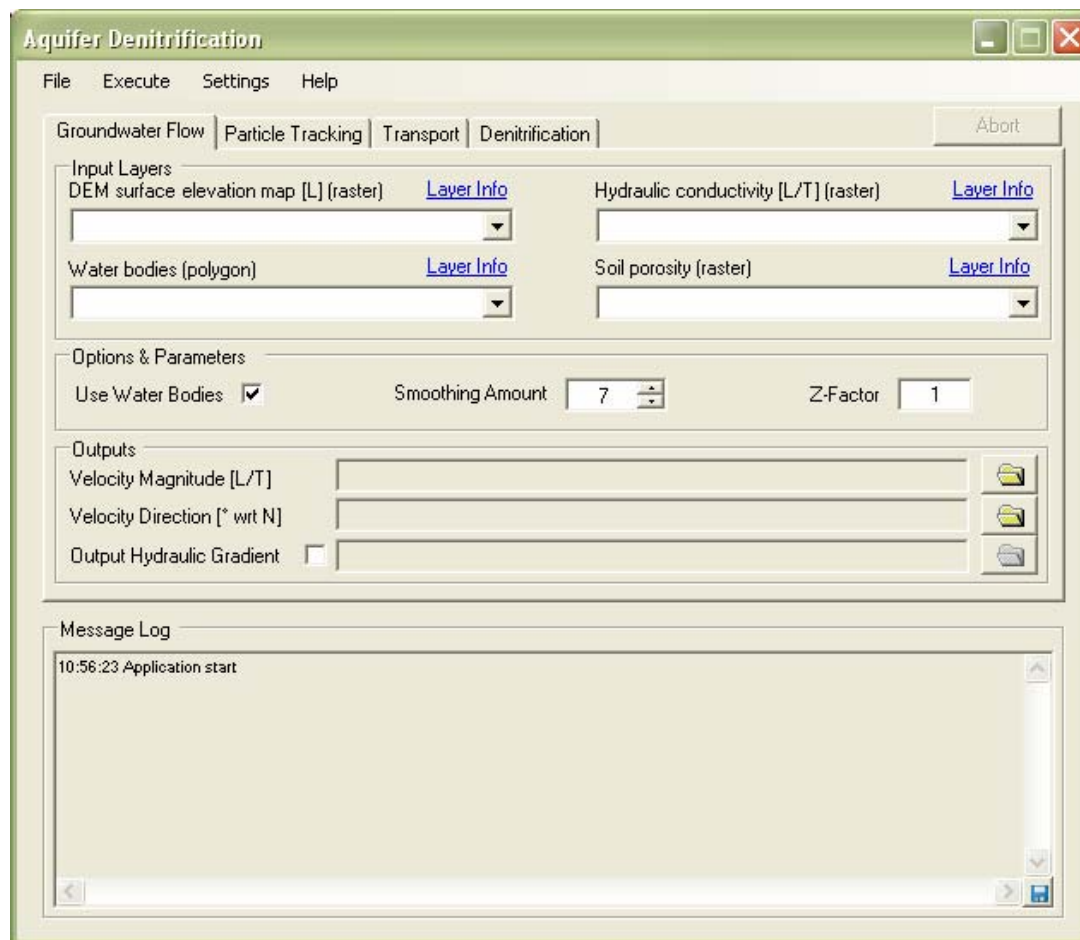 Aquifer Denitrification
File Execute Settings Help
Groundwater Flow Particle Tracking Transport Denitrification Abort
Input Layers
DEM surface elevation map [L] (raster) Layer Info Hydraulic conductivity [L/T] (raster) Layer Info
Water bodies (polygon) Layer Info Soil porosity (raster) Layer Info
Options & Parameters
Use Water Bodies Smoothing Amount 7 Z-Factor 1
Outputs
Velocity Magnitude [L/T]
Velocity Direction [° wrt N]
Output Hydraulic Gradient
Message Log
10:56:23 Application start